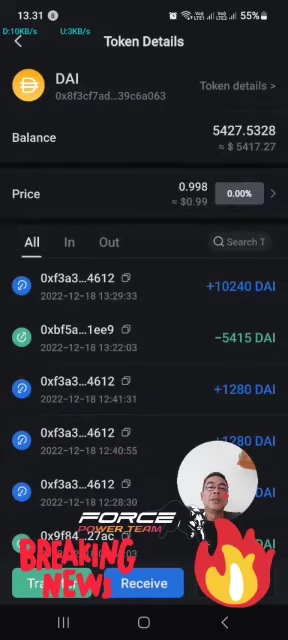 D:10KB/s U:3KB/s
13.31 55%
Token Details
DAI
0x8f3cf7ad...39c6a063
Token details >
Balance
5427.5328
≈ $ 5417.27
Price
0.998
≈ $0.99
0.00%
All In Out
Search T
0xf3a3...4612
2022-12-18 13:29:33
+10240 DAI
0xbf5a...1ee9
2022-12-18 13:22:03
-5415 DAI
0xf3a3...4612
2022-12-18 12:41:31
+1280 DAI
0xf3a3...4612
2022-12-18 12:40:55
+1280 DAI
0xf3a3...4612
2022-12-18 12:28:30
DAI
0x9f84...27ac
:03
FORCE
POWER TEAM
BREAKING
NEWS
Receive